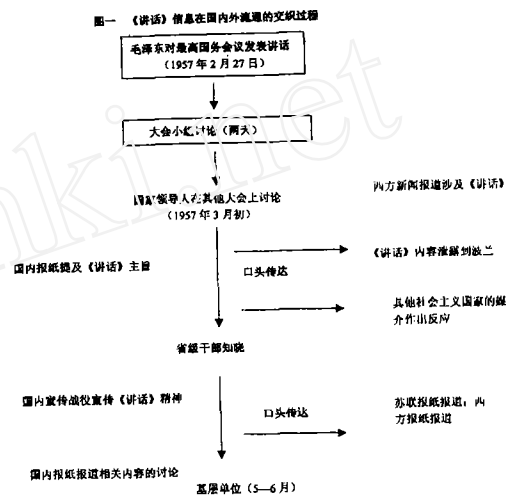 图一 《讲话》信息在国内外流通的交织过程
毛泽东对最高国务会议发表讲话
(1957年2月27日)
大会小组讨论(两天)
领导人在其他大会上讨论
(1957年3月初)
西方新闻报道涉及《讲话》
《讲话》内容泄露到波兰
国内报纸提及《讲话》主旨
口头传达
其他社会主义国家的媒
介作出反应
省级干部知晓
国内宣传战役宣传《讲话》精神
口头传达
苏联报纸报道;西
方报纸报道
国内报纸报道相关内容的讨论
基层单位(5—6月)
nki.net